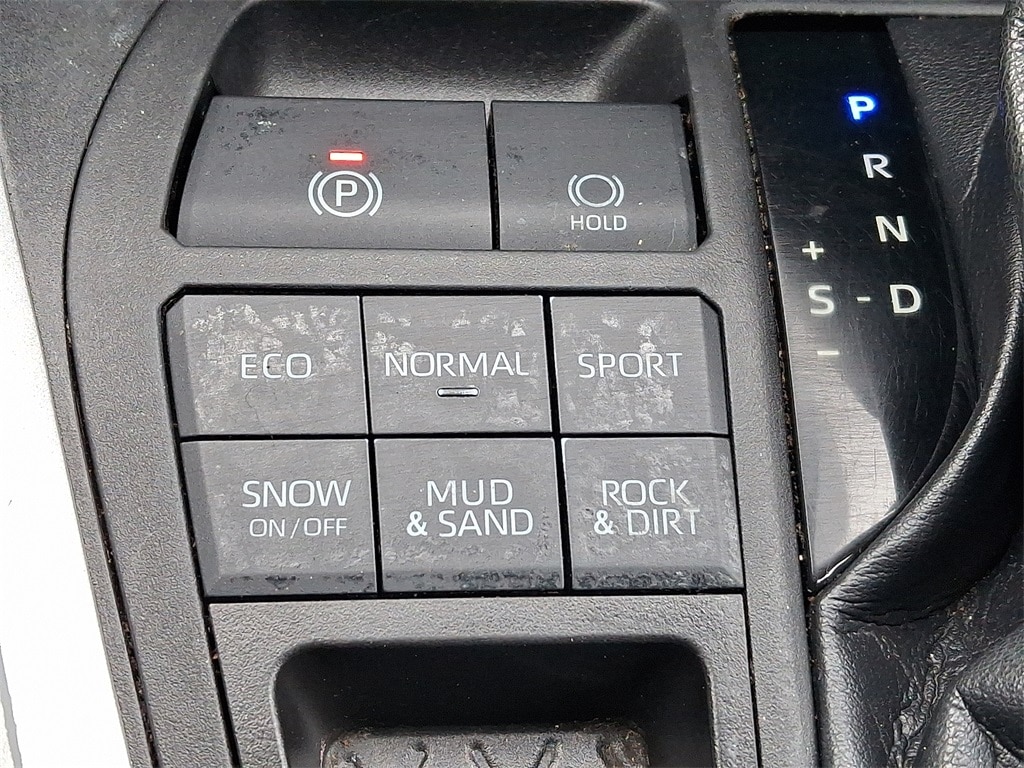 P
HOLD
P
R
N
+
S - D
–
ECO
NORMAL
SPORT
SNOW
ON / OFF
MUD
& SAND
ROCK
& DIRT